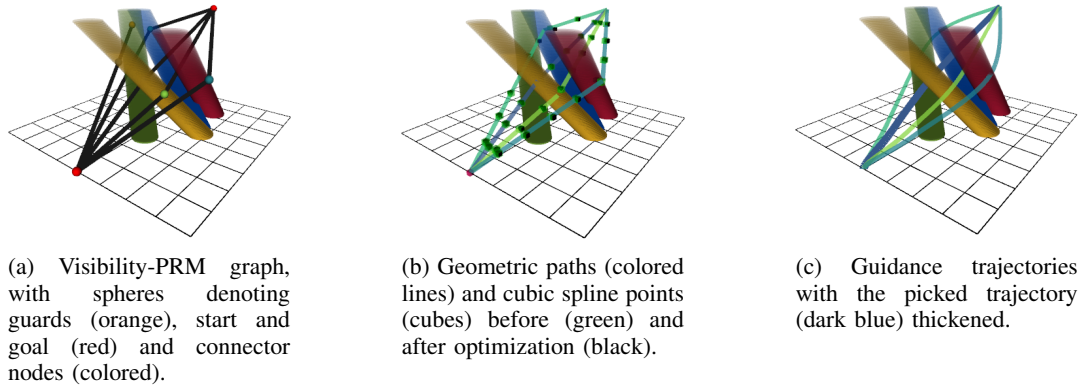 (a) Visibility-PRM graph,
with spheres denoting
guards (orange), start and
goal (red) and connector
nodes (colored).
(b) Geometric paths (colored
lines) and cubic spline points
(cubes) before (green) and
after optimization (black).
(c) Guidance trajectories
with the picked trajectory
(dark blue) thickened.